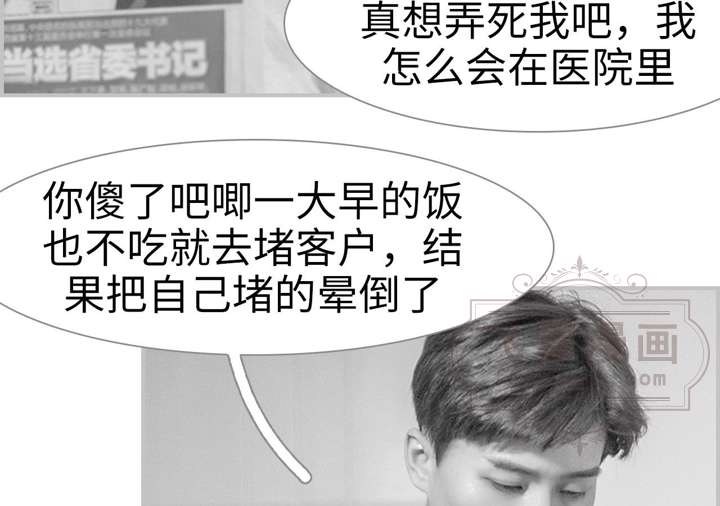 当选省委书记
真想弄死我吧，我
怎么会在医院里
你傻了吧唧一大早的饭
也不吃就去堵客户，结
果把自己堵的晕倒了
漫画
.com